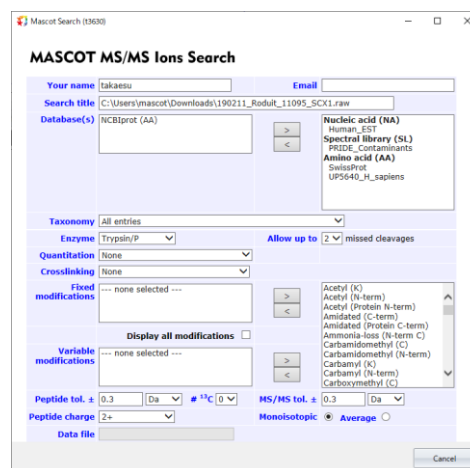 Mascot Search (t3630)
MASCOT MS/MS Ions Search
Your name takaesu Email
Search title C:\Users\mascot\Downloads\190211_Roduit_11095_SCX1.raw
Database(s) NCBIprot (AA) > < Nucleic acid (NA)
Human_EST
Spectral library (SL)
PRIDE_Contaminants
Amino acid (AA)
SwissProt
UP5640_H_sapiens
Taxonomy All entries
Enzyme Trypsin/P Allow up to 2 missed cleavages
Quantitation None
Crosslinking None
Fixed modifications --- none selected --- > <
Acetyl (K)
Acetyl (N-term)
Acetyl (Protein N-term)
Amidated (C-term)
Amidated (Protein C-term)
Ammonia-loss (N-term C)
Carbamidomethyl (C)
Carbamidomethyl (N-term)
Carbamyl (K)
Carbamyl (N-term)
Carboxymethyl (C)
Display all modifications
Variable modifications --- none selected --- > <
Peptide tol. ± 0.3 Da # ¹³C 0 MS/MS tol. ± 0.3 Da
Peptide charge 2+ Monoisotopic Average
Data file
Cancel